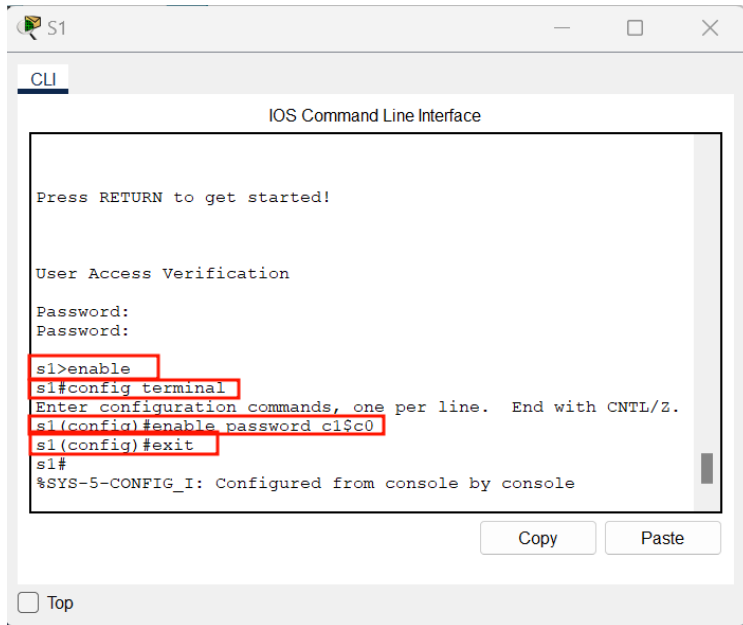 S1
CLI
IOS Command Line Interface
Press RETURN to get started!
User Access Verification
Password:
Password:
s1>enable
s1#config terminal
Enter configuration commands, one per line.  End with CNTL/Z.
s1(config)#enable password c1$c0
s1(config)#exit
s1#
%SYS-5-CONFIG_I: Configured from console by console
Copy
Paste
Top